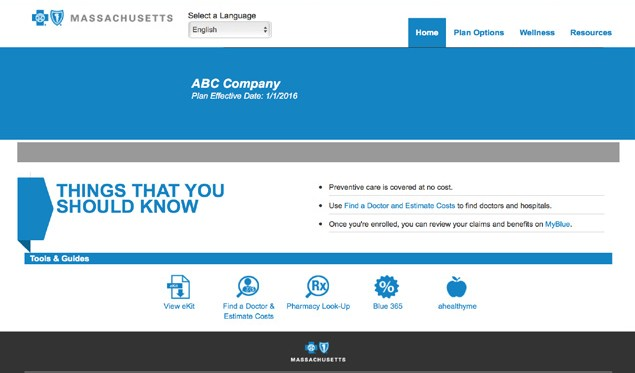 MASSACHUSETTS
Select a Language
English
Home Plan Options Wellness Resources
ABC Company
Plan Effective Date: 1/1/2016
THINGS THAT YOU
SHOULD KNOW
Preventive care is covered at no cost.
Use Find a Doctor and Estimate Costs to find doctors and hospitals.
Once you're enrolled, you can review your claims and benefits on MyBlue.
Tools & Guides
eKit
Rx
%
View eKit
Find a Doctor &
Estimate Costs
Pharmacy Look-Up
Blue 365
ahealthyme
MASSACHUSETTS